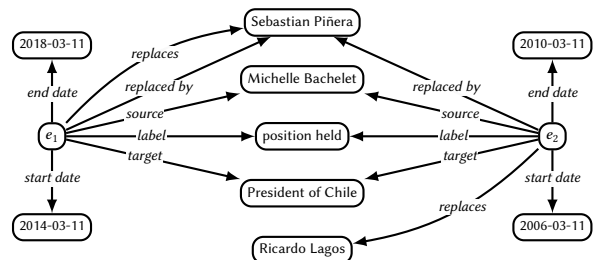 Sebastian Piñera
2018-03-11
2010-03-11
replaces
Michelle Bachelet
end date
replaced by
replaced by
end date
source
source
e1
label
position held
label
e2
target
target
start date
President of Chile
start date
replaces
2014-03-11
2006-03-11
Ricardo Lagos